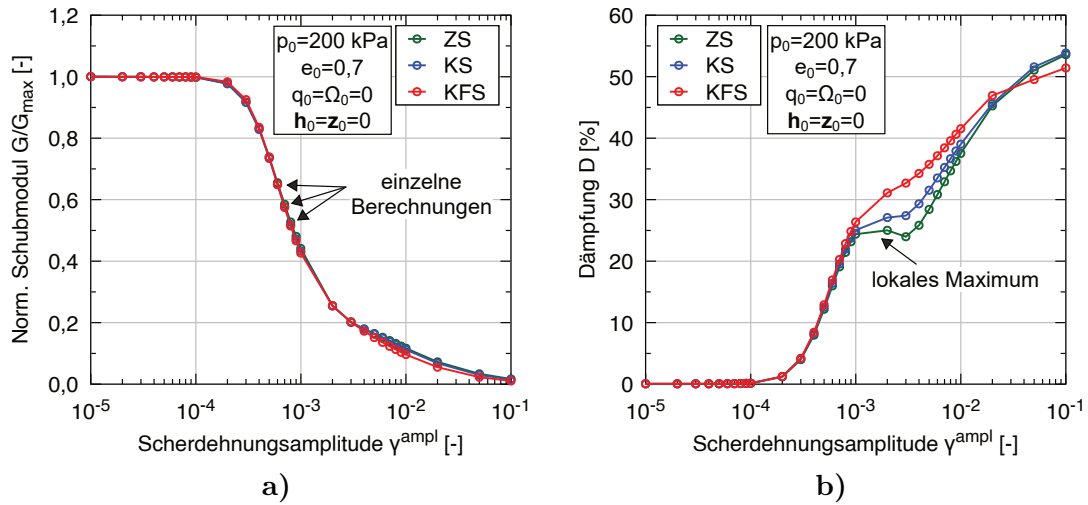 Norm. Schubmodul G/Gmax [-]
1,0
0,8
0,6
0,4
0,2
0,0
p0=200 kPa
e0=0,7
q0=Ω0=0
h0=z0=0
ZS
KS
KFS
einzelne
Berechnungen
10-5
10-4
10-3
10-2
10-1
Scherdehnungsamplitude γampl [-]
a)
Dämpfung D [%]
60
50
40
30
20
10
0
ZS
KS
KFS
p0=200 kPa
e0=0,7
q0=Ω0=0
h0=z0=0
lokales Maximum
10-5
10-4
10-3
10-2
10-1
Scherdehnungsamplitude γampl [-]
b)